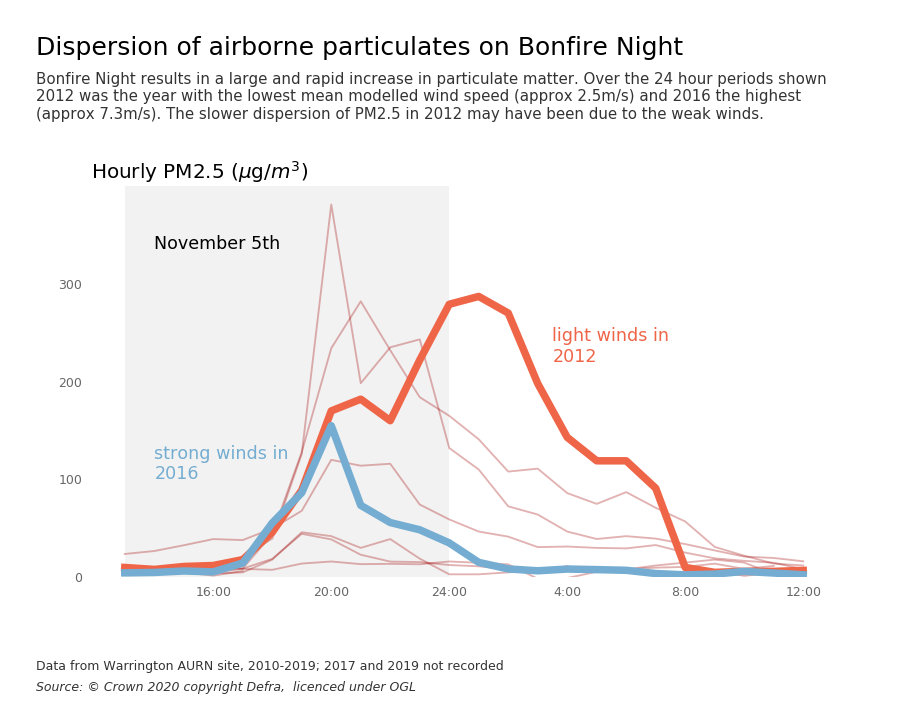 Dispersion of airborne particulates on Bonfire Night
Bonfire Night results in a large and rapid increase in particulate matter. Over the 24 hour periods shown
2012 was the year with the lowest mean modelled wind speed (approx 2.5m/s) and 2016 the highest
(approx 7.3m/s). The slower dispersion of PM2.5 in 2012 may have been due to the weak winds.
Hourly PM2.5 (μg/m³)
November 5th
300
light winds in
2012
200
strong winds in
2016
100
0
16:00 20:00 24:00 4:00 8:00 12:00
Data from Warrington AURN site, 2010-2019; 2017 and 2019 not recorded
Source: © Crown 2020 copyright Defra,  licenced under OGL